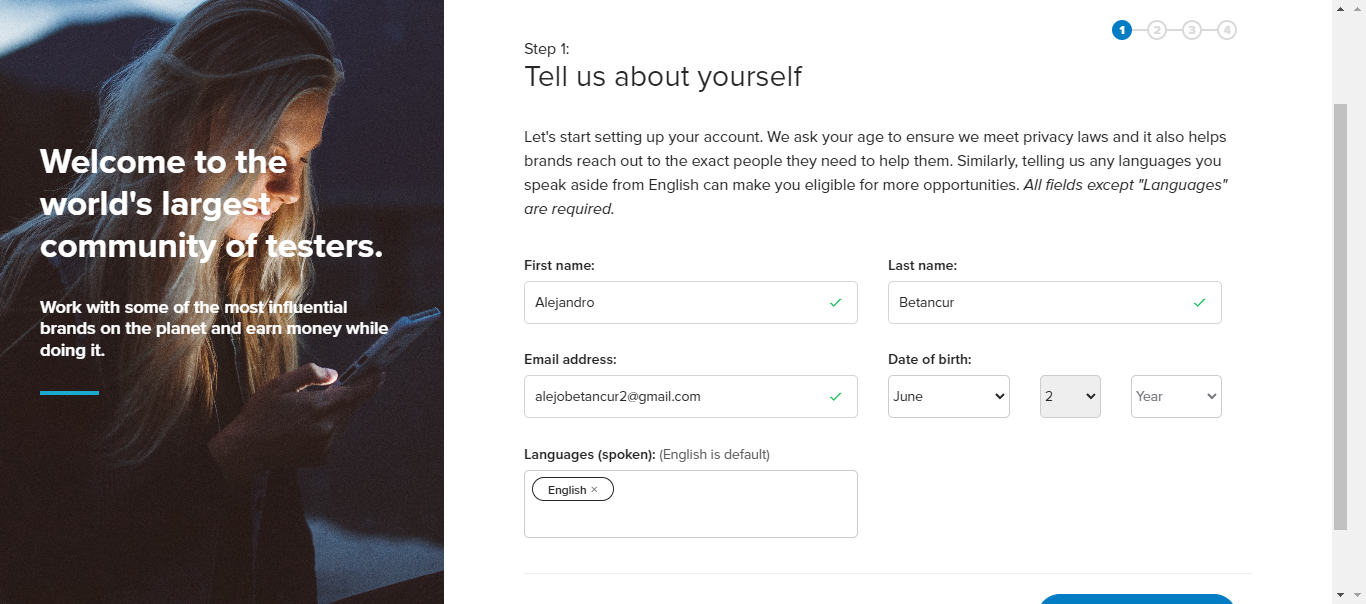 Welcome to the
world's largest
community of testers.
Work with some of the most influential
brands on the planet and earn money while
doing it.
1 2 3 4
Step 1:
Tell us about yourself
Let's start setting up your account. We ask your age to ensure we meet privacy laws and it also helps
brands reach out to the exact people they need to help them. Similarly, telling us any languages you
speak aside from English can make you eligible for more opportunities. All fields except "Languages"
are required.
First name: Last name:
Alejandro Betancur
Email address: Date of birth:
alejobetancur2@gmail.com June 2 Year
Languages (spoken): (English is default)
English ×